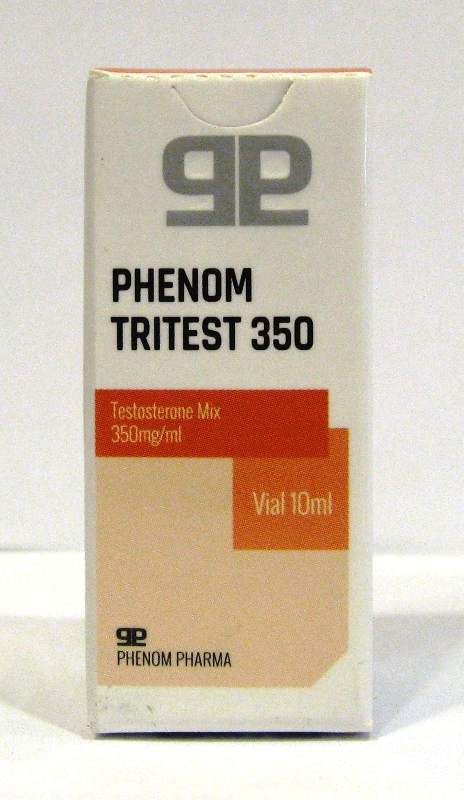 PHENOM
TRITEST 350
Testosterone Mix
350mg/ml
Vial 10ml
PHENOM PHARMA